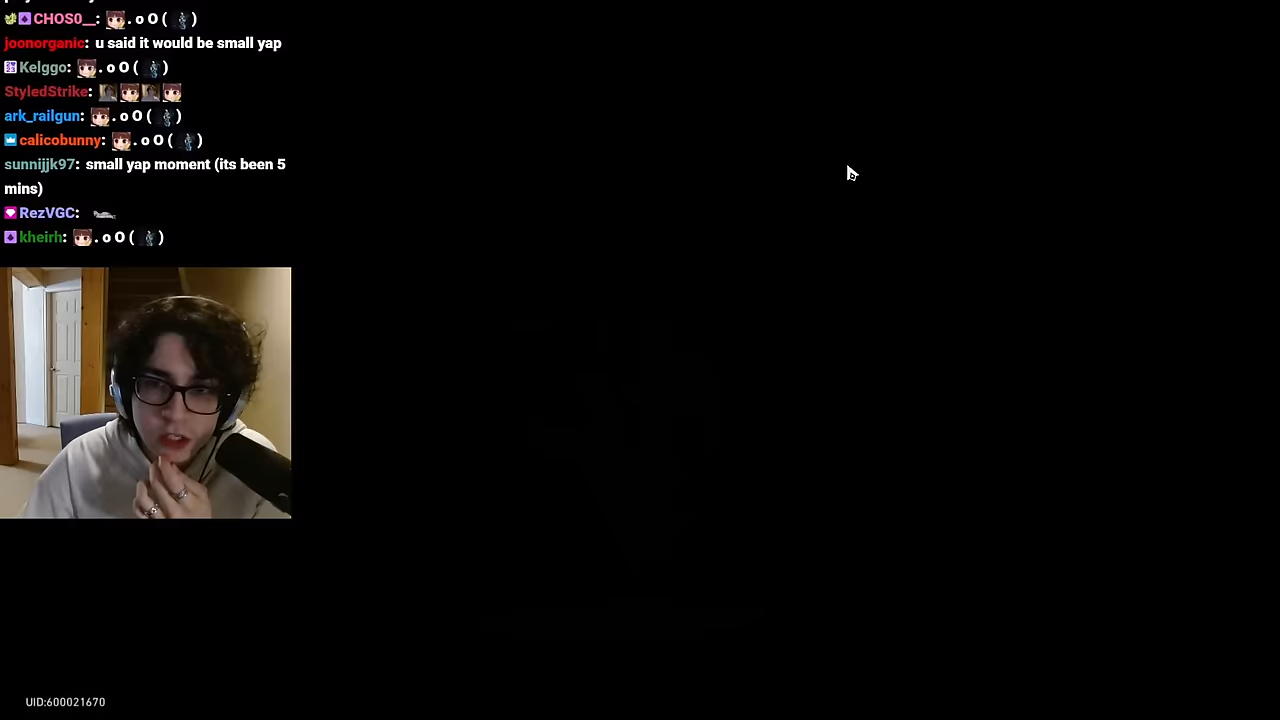 CHOS0__: . o O ( )
joonorganic: u said it would be small yap
Kelggo: . o O ( )
StyledStrike:
ark_railgun: . o O ( )
calicobunny: . o O ( )
sunnijjk97: small yap moment (its been 5
mins)
RezVGC:
kheirh: . o O ( )
UID:600021670